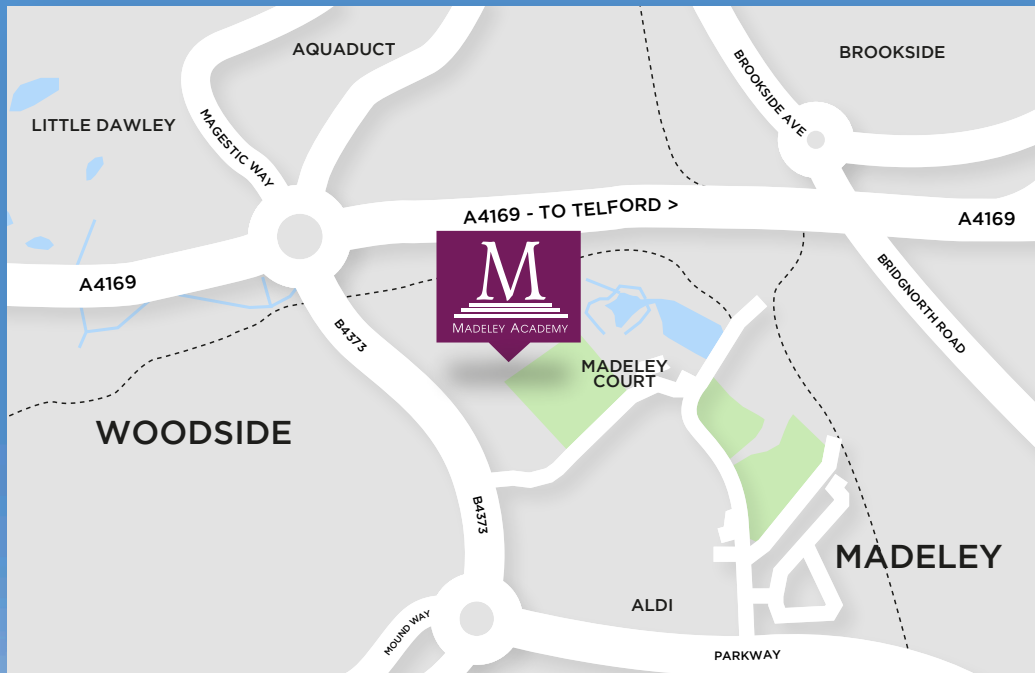 AQUADUCT
BROOKSIDE
BROOKSIDE AVE
LITTLE DAWLEY
MAGESTIC WAY
A4169 - TO TELFORD >
A4169
A4169
M
MADELEY ACADEMY
BRIDGNORTH ROAD
B4373
MADELEY
COURT
WOODSIDE
B4373
MADELEY
ALDI
MOUND WAY
PARKWAY